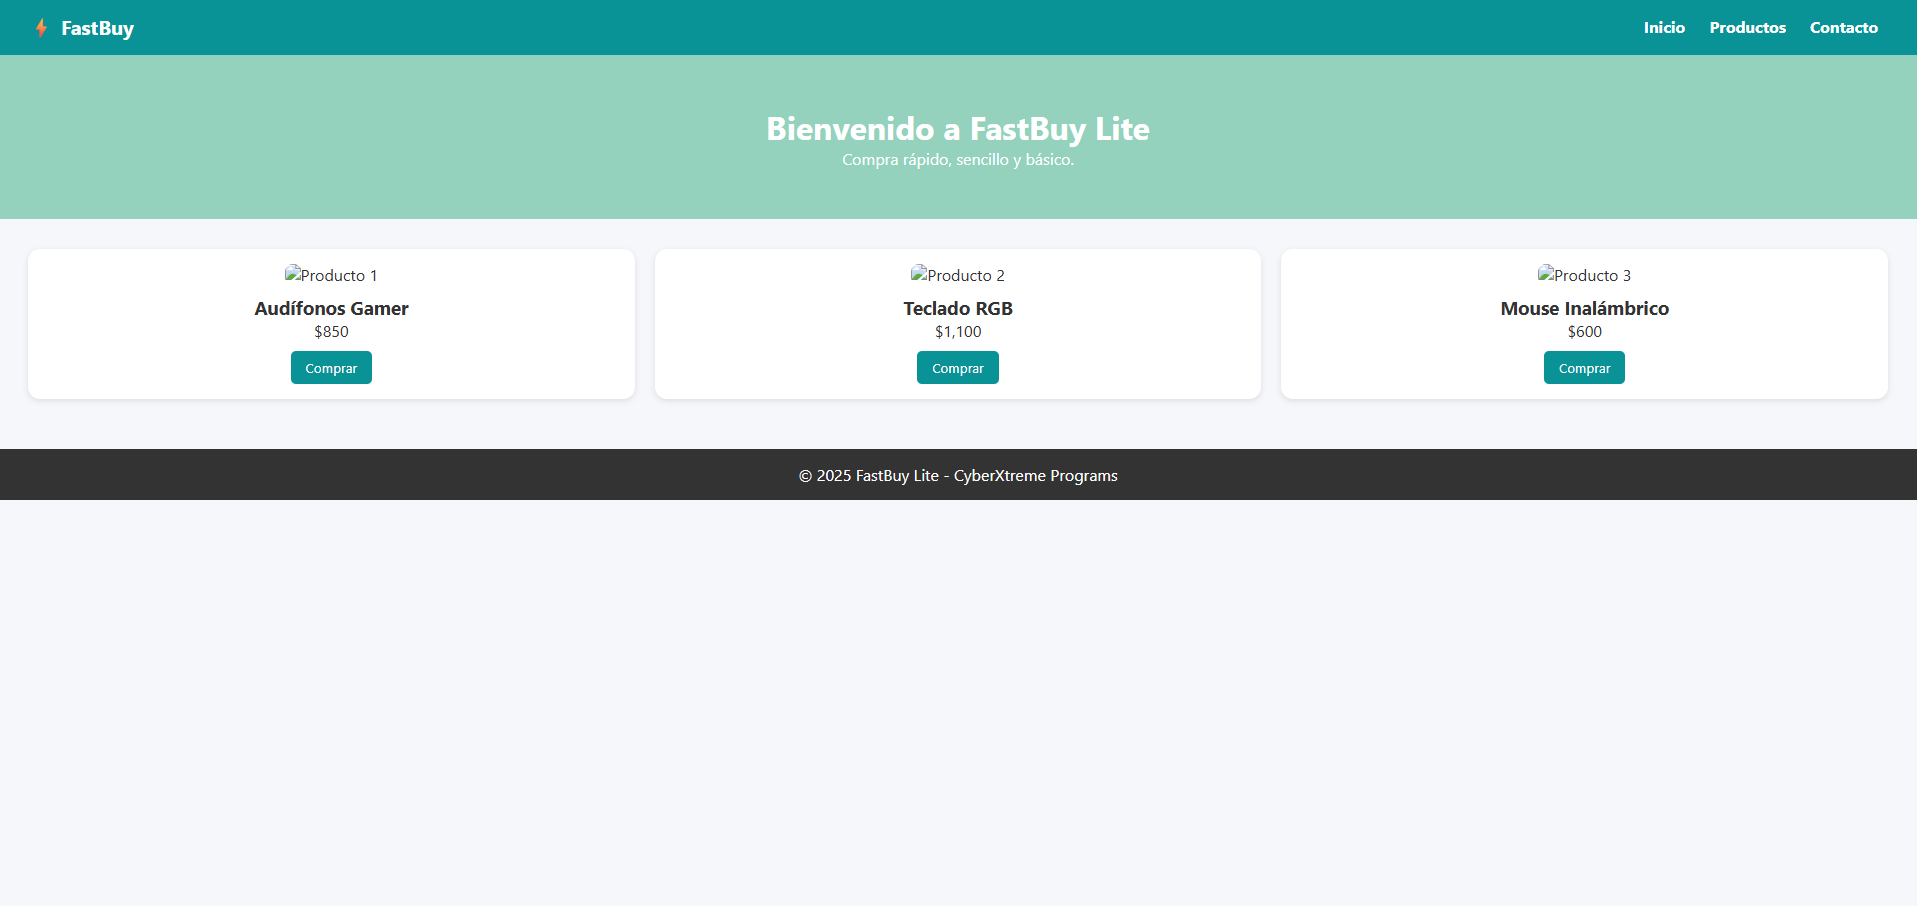 FastBuy
Inicio Productos Contacto
Bienvenido a FastBuy Lite
Compra rápido, sencillo y básico.
Producto 1
Audífonos Gamer
$850
Comprar
Producto 2
Teclado RGB
$1,100
Comprar
Producto 3
Mouse Inalámbrico
$600
Comprar
© 2025 FastBuy Lite - CyberXtreme Programs